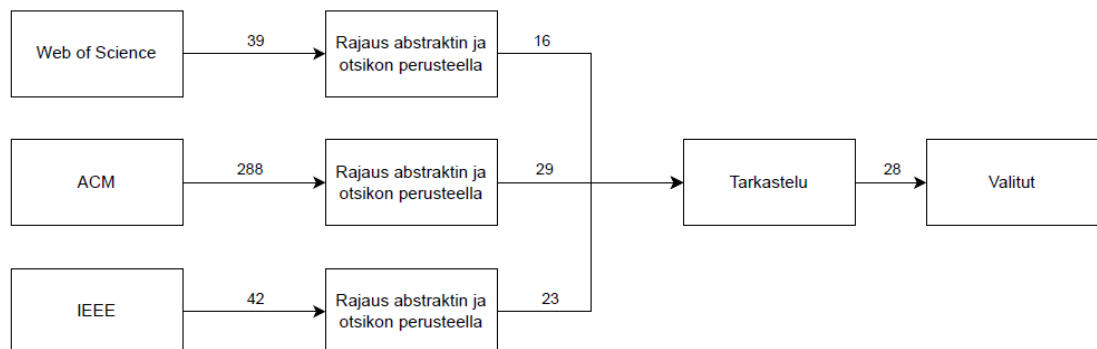 Web of Science
39
Rajaus abstraktin ja
otsikon perusteella
16
ACM
288
Rajaus abstraktin ja
otsikon perusteella
29
Tarkastelu
28
Valitut
IEEE
42
Rajaus abstraktin ja
otsikon perusteella
23